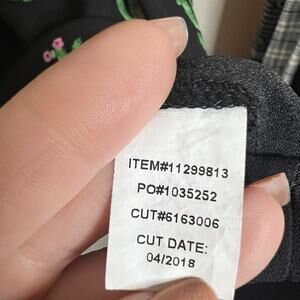 ITEM#11299813
PO#1035252
CUT#6163006
CUT DATE:
04/2018